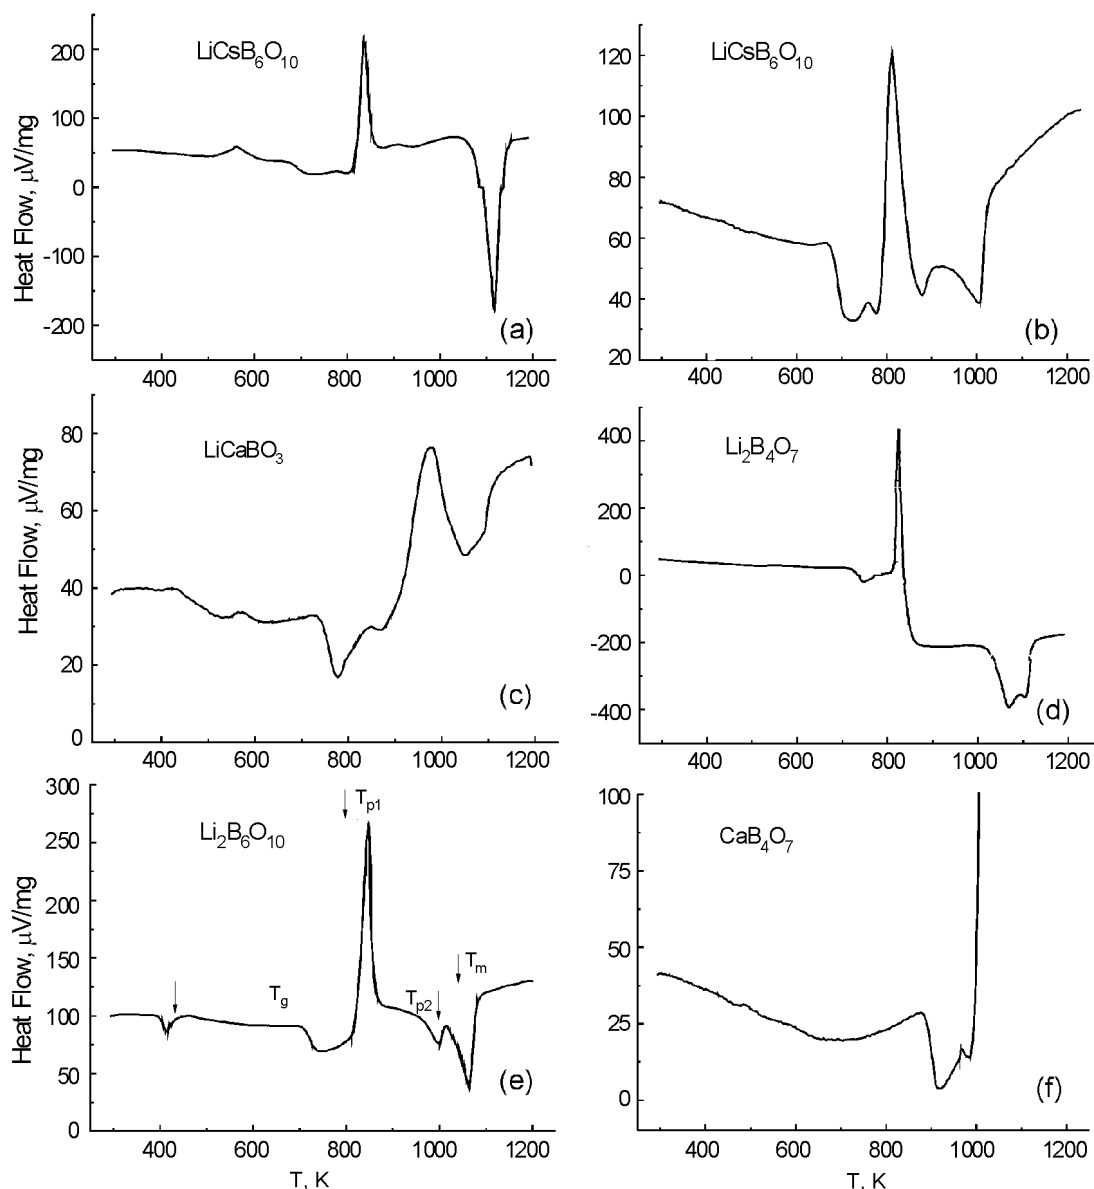 LiCsB₆O₁₀
Heat Flow, μV/mg
200
100
0
-100
-200
(a)
400 600 800 1000 1200
LiCsB₆O₁₀
120
100
80
60
40
20
(b)
400 600 800 1000 1200
LiCaBO₃
Heat Flow, μV/mg
80
60
40
20
0
(c)
400 600 800 1000 1200
Li₂B₄O₇
400
200
0
-200
-400
(d)
400 600 800 1000 1200
Li₂B₆O₁₀
Heat Flow, μV/mg
300
250
200
150
100
50
0
Tₚ₁
T_g
Tₚ₂
Tₘ
(e)
400 600 800 1000 1200
T, K
CaB₄O₇
100
75
50
25
0
(f)
400 600 800 1000 1200
T, K